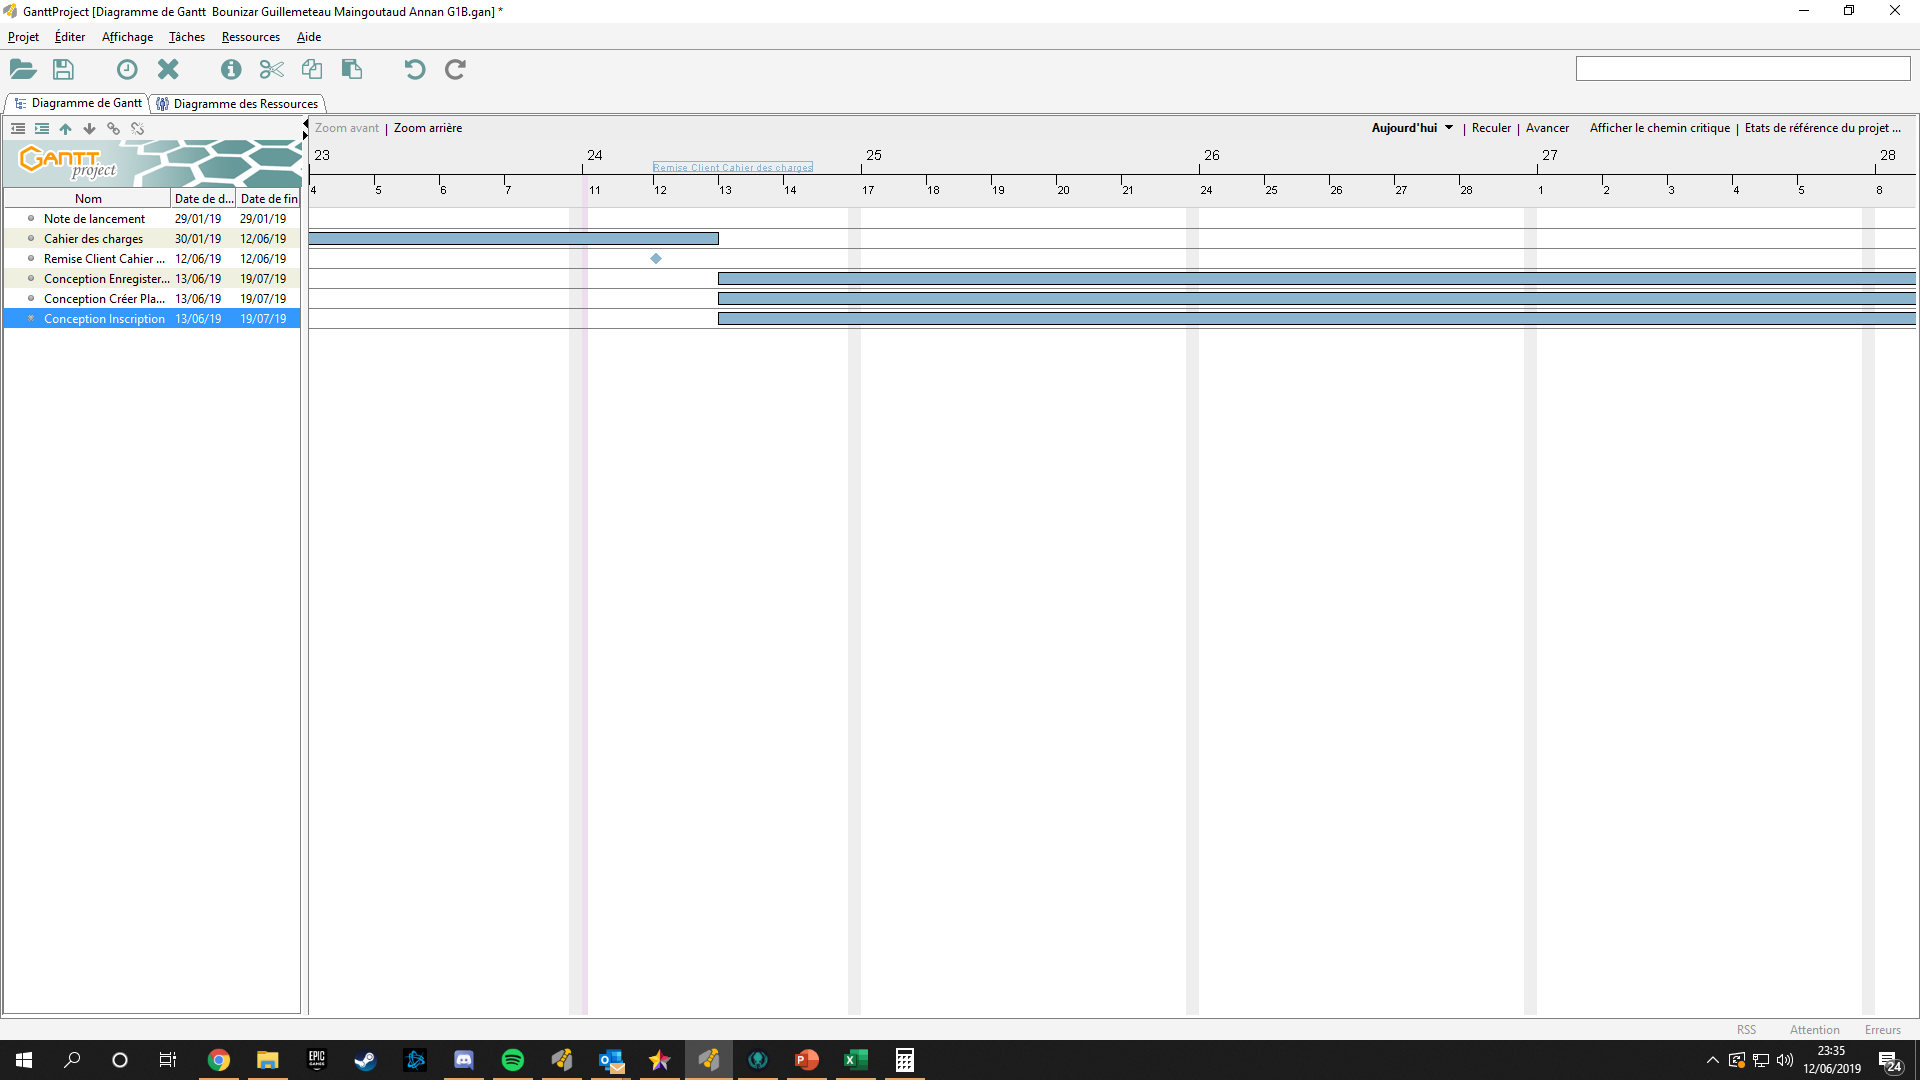 GanttProject [Diagramme de Gantt  Bounizar Guillemeteau Maingoutaud Annan G1B.gan] *
Projet Éditer Affichage Tâches Ressources Aide
Diagramme de Gantt Diagramme des Ressources
Zoom avant | Zoom arrière Aujourd'hui | Reculer | Avancer Afficher le chemin critique | Etats de référence du projet ...
GANTT project
23 24 25 26 27 28
Remise Client Cahier des charges
4 5 6 7 11 12 13 14 17 18 19 20 21 24 25 26 27 28 1 2 3 4 5 8
Nom Date de d... Date de fin
Note de lancement 29/01/19 29/01/19
Cahier des charges 30/01/19 12/06/19
Remise Client Cahier ... 12/06/19 12/06/19
Conception Enregister... 13/06/19 19/07/19
Conception Créer Pla... 13/06/19 19/07/19
Conception Inscription 13/06/19 19/07/19
RSS Attention Erreurs
EPIC GAMES
23:35
12/06/2019
24